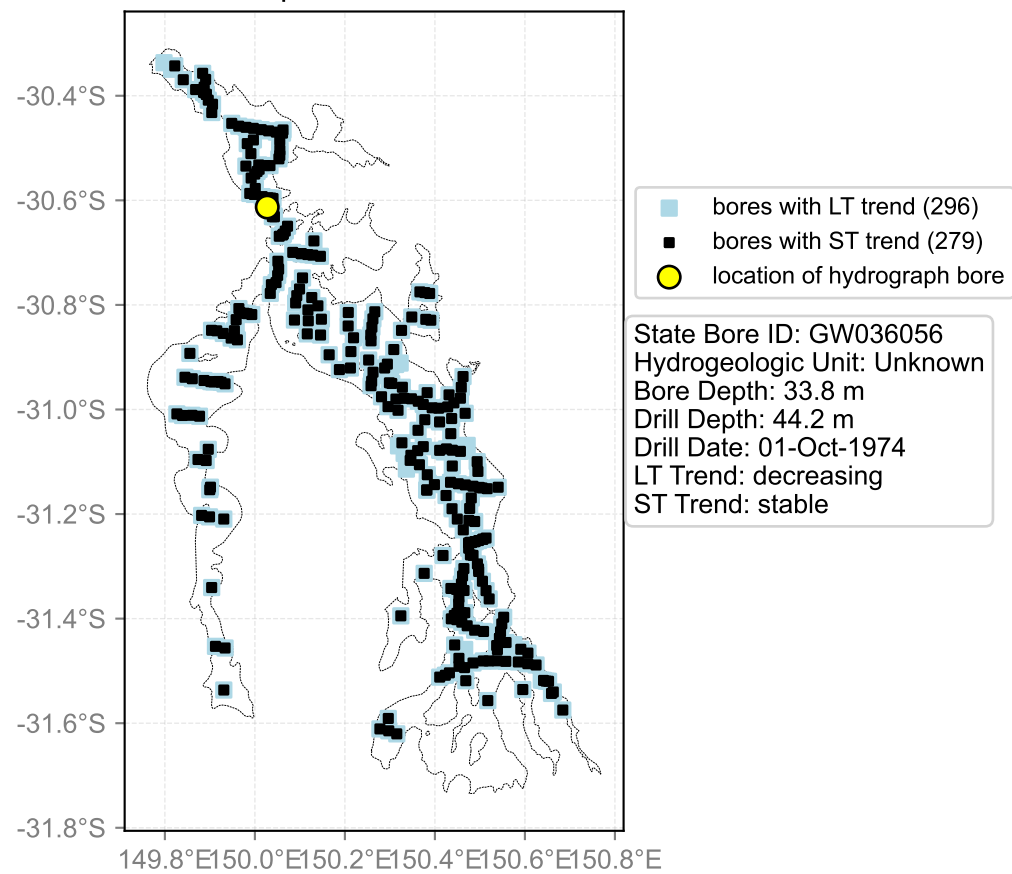 -30.4°S
-30.6°S
-30.8°S
-31.0°S
-31.2°S
-31.4°S
-31.6°S
-31.8°S
149.8°E150.0°E150.2°E150.4°E150.6°E150.8°E
bores with LT trend (296)
bores with ST trend (279)
location of hydrograph bore
State Bore ID: GW036056
Hydrogeologic Unit: Unknown
Bore Depth: 33.8 m
Drill Depth: 44.2 m
Drill Date: 01-Oct-1974
LT Trend: decreasing
ST Trend: stable